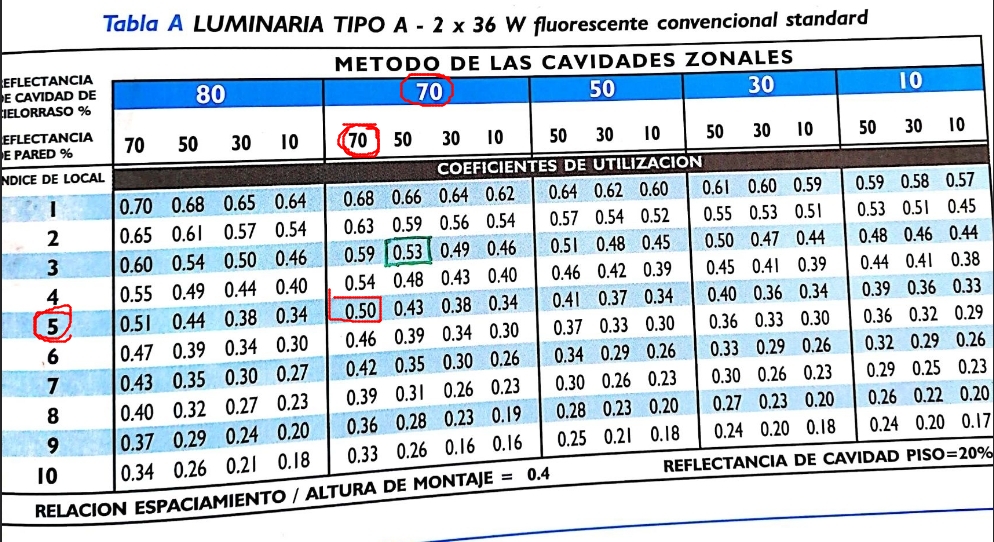 Tabla A LUMINARIA TIPO A - 2 x 36 W fluorescente convencional standard
METODO DE LAS CAVIDADES ZONALES
EFLECTANCIA
E CAVIDAD DE
IELORRASO %
80 70 50 30 10
EFLECTANCIA
E PARED %
70 50 30 10 70 50 30 10 50 30 10 50 30 10 50 30 10
NDICE DE LOCAL
COEFICIENTES DE UTILIZACION
1 0.70 0.68 0.65 0.64 0.68 0.66 0.64 0.62 0.64 0.62 0.60 0.61 0.60 0.59 0.59 0.58 0.57
2 0.65 0.61 0.57 0.54 0.63 0.59 0.56 0.54 0.57 0.54 0.52 0.55 0.53 0.51 0.53 0.51 0.45
3 0.60 0.54 0.50 0.46 0.59 0.53 0.49 0.46 0.51 0.48 0.45 0.50 0.47 0.44 0.48 0.46 0.44
4 0.55 0.49 0.44 0.40 0.54 0.48 0.43 0.40 0.46 0.42 0.39 0.45 0.41 0.39 0.44 0.41 0.38
5 0.51 0.44 0.38 0.34 0.50 0.43 0.38 0.34 0.41 0.37 0.34 0.40 0.36 0.34 0.39 0.36 0.33
6 0.47 0.39 0.34 0.30 0.46 0.39 0.34 0.30 0.37 0.33 0.30 0.36 0.33 0.30 0.36 0.32 0.29
7 0.43 0.35 0.30 0.27 0.42 0.35 0.30 0.26 0.34 0.29 0.26 0.33 0.29 0.26 0.32 0.29 0.26
8 0.40 0.32 0.27 0.23 0.39 0.31 0.26 0.23 0.30 0.26 0.23 0.30 0.26 0.23 0.29 0.25 0.23
9 0.37 0.29 0.24 0.20 0.36 0.28 0.23 0.19 0.28 0.23 0.20 0.27 0.23 0.20 0.26 0.22 0.20
10 0.34 0.26 0.21 0.18 0.33 0.26 0.16 0.16 0.25 0.21 0.18 0.24 0.20 0.18 0.24 0.20 0.17
RELACION ESPACIAMIENTO / ALTURA DE MONTAJE = 0.4
REFLECTANCIA DE CAVIDAD PISO=20%